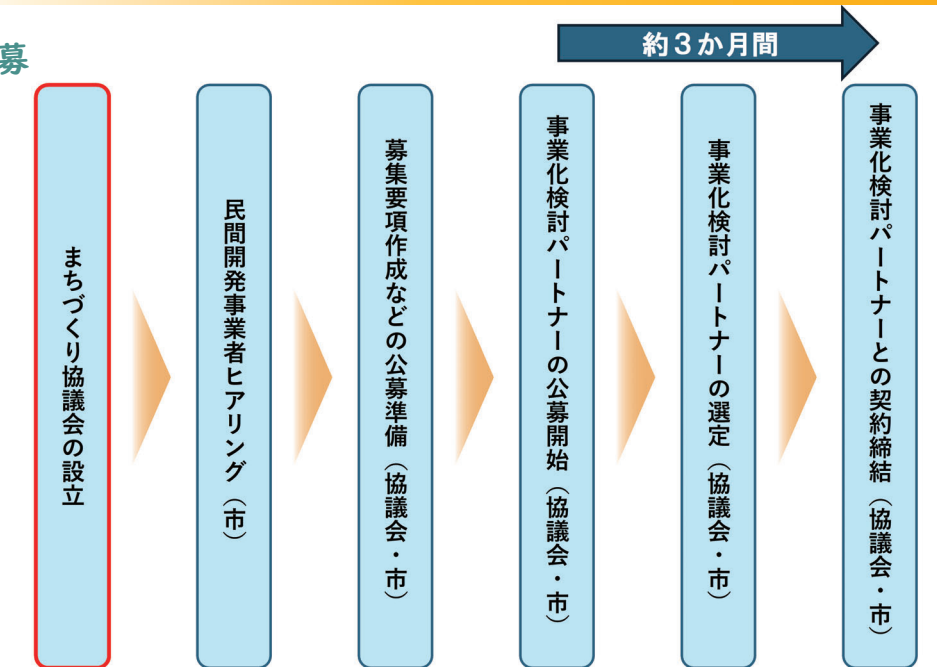 募
約3か月間
まちづくり協議会の設立
民間開発事業者ヒアリング（市）
募集要項作成などの公募準備（協議会・市）
事業化検討パートナーの公募開始（協議会・市）
事業化検討パートナーの選定（協議会・市）
事業化検討パートナーとの契約締結（協議会・市）